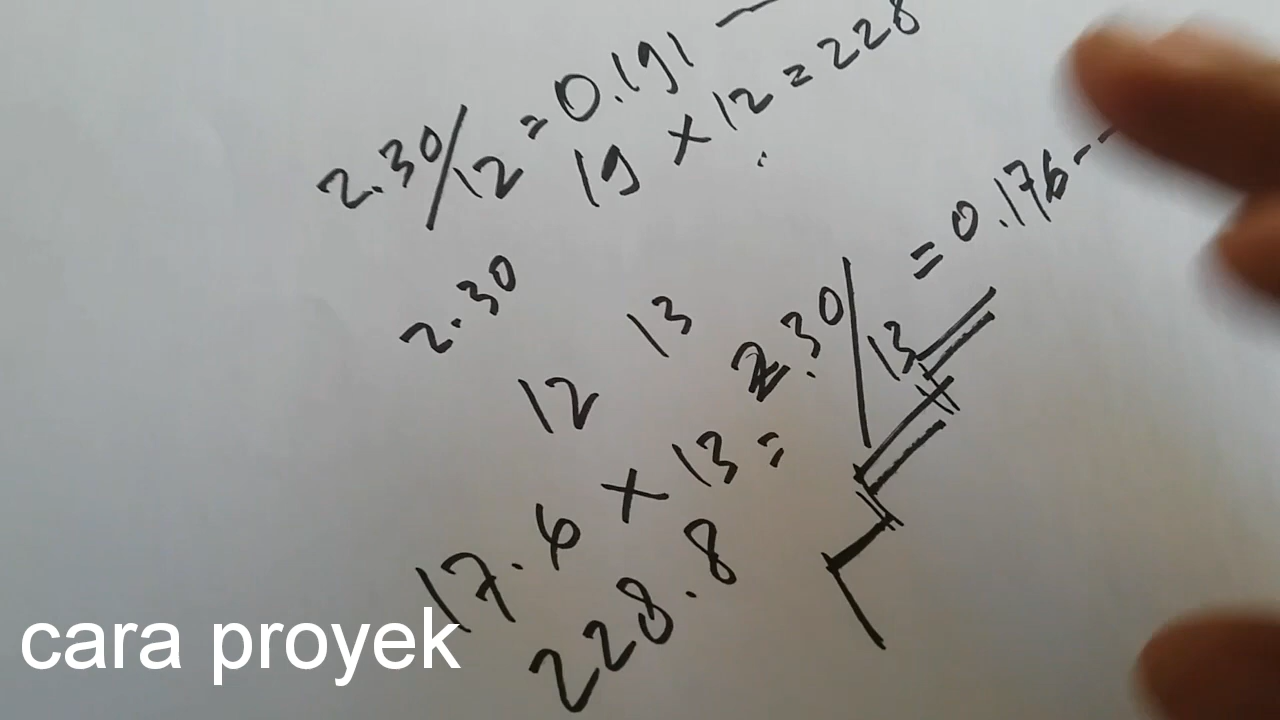 2.30/12 = 0.191
19 x 12 = 228
2.30
12 13
2.30/13 = 0.176--
17.6 x 13 =
228.8
cara proyek